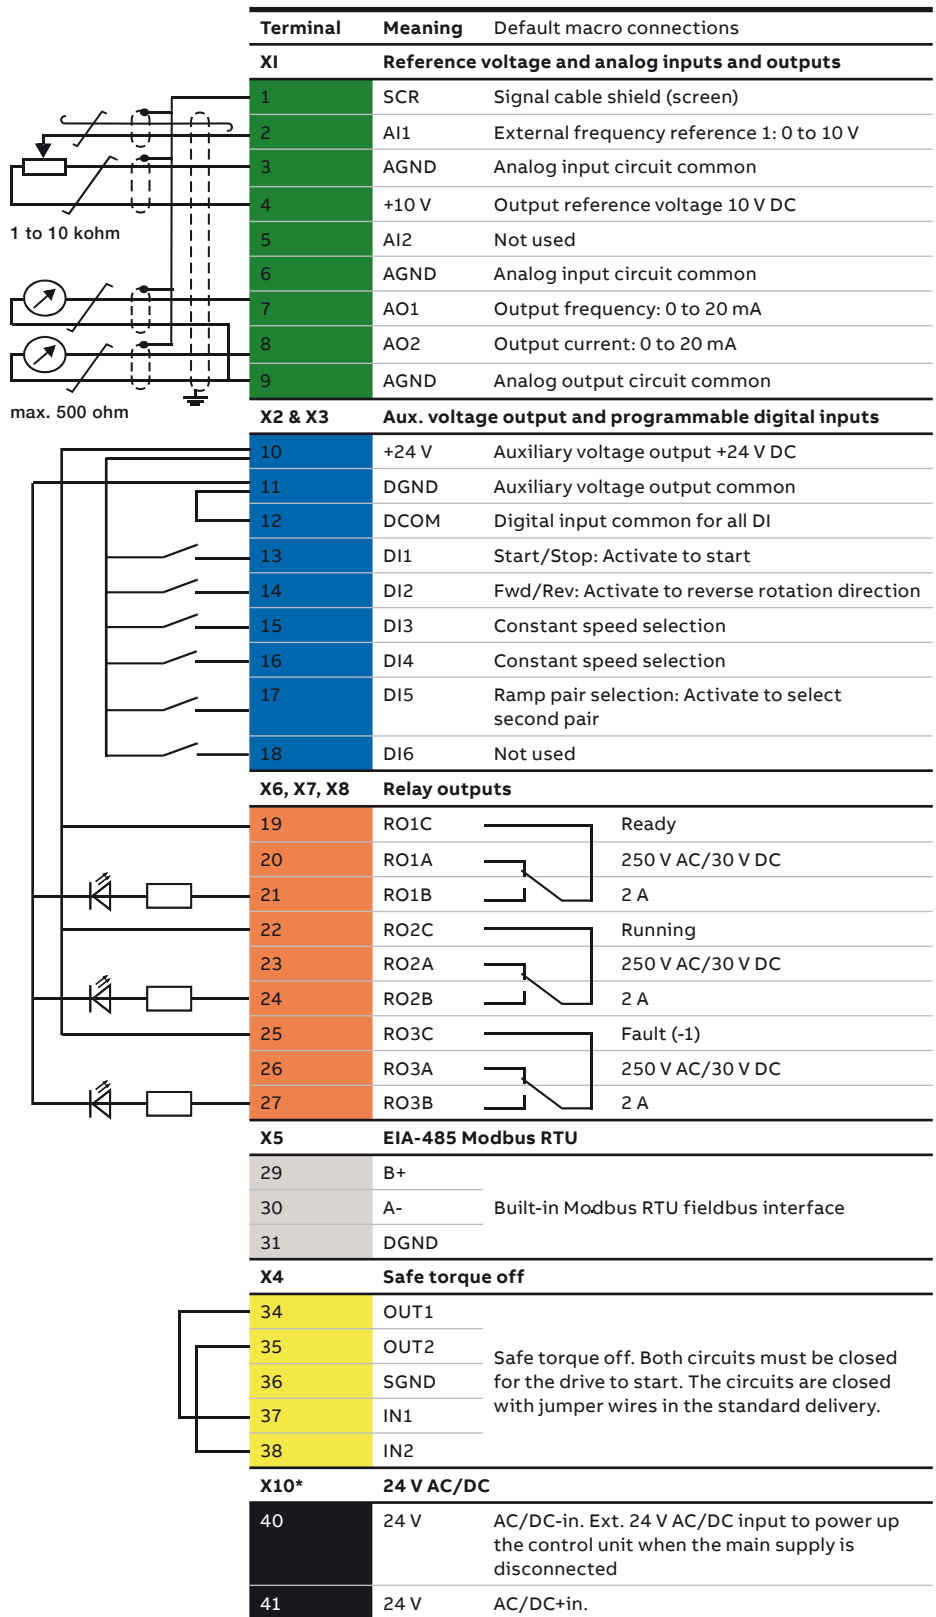 Terminal Meaning Default macro connections
XI Reference voltage and analog inputs and outputs
1 SCR Signal cable shield (screen)
2 AI1 External frequency reference 1: 0 to 10 V
3 AGND Analog input circuit common
4 +10 V Output reference voltage 10 V DC
1 to 10 kohm
5 AI2 Not used
6 AGND Analog input circuit common
7 AO1 Output frequency: 0 to 20 mA
8 AO2 Output current: 0 to 20 mA
9 AGND Analog output circuit common
max. 500 ohm
X2 & X3 Aux. voltage output and programmable digital inputs
10 +24 V Auxiliary voltage output +24 V DC
11 DGND Auxiliary voltage output common
12 DCOM Digital input common for all DI
13 DI1 Start/Stop: Activate to start
14 DI2 Fwd/Rev: Activate to reverse rotation direction
15 DI3 Constant speed selection
16 DI4 Constant speed selection
17 DI5 Ramp pair selection: Activate to select
second pair
18 DI6 Not used
X6, X7, X8 Relay outputs
19 RO1C Ready
20 RO1A 250 V AC/30 V DC
21 RO1B 2 A
22 RO2C Running
23 RO2A 250 V AC/30 V DC
24 RO2B 2 A
25 RO3C Fault (-1)
26 RO3A 250 V AC/30 V DC
27 RO3B 2 A
X5 EIA-485 Modbus RTU
29 B+
30 A- Built-in Modbus RTU fieldbus interface
31 DGND
X4 Safe torque off
34 OUT1
35 OUT2
Safe torque off. Both circuits must be closed
36 SGND for the drive to start. The circuits are closed
with jumper wires in the standard delivery.
37 IN1
38 IN2
X10* 24 V AC/DC
40 24 V AC/DC-in. Ext. 24 V AC/DC input to power up
the control unit when the main supply is
disconnected
41 24 V AC/DC+in.